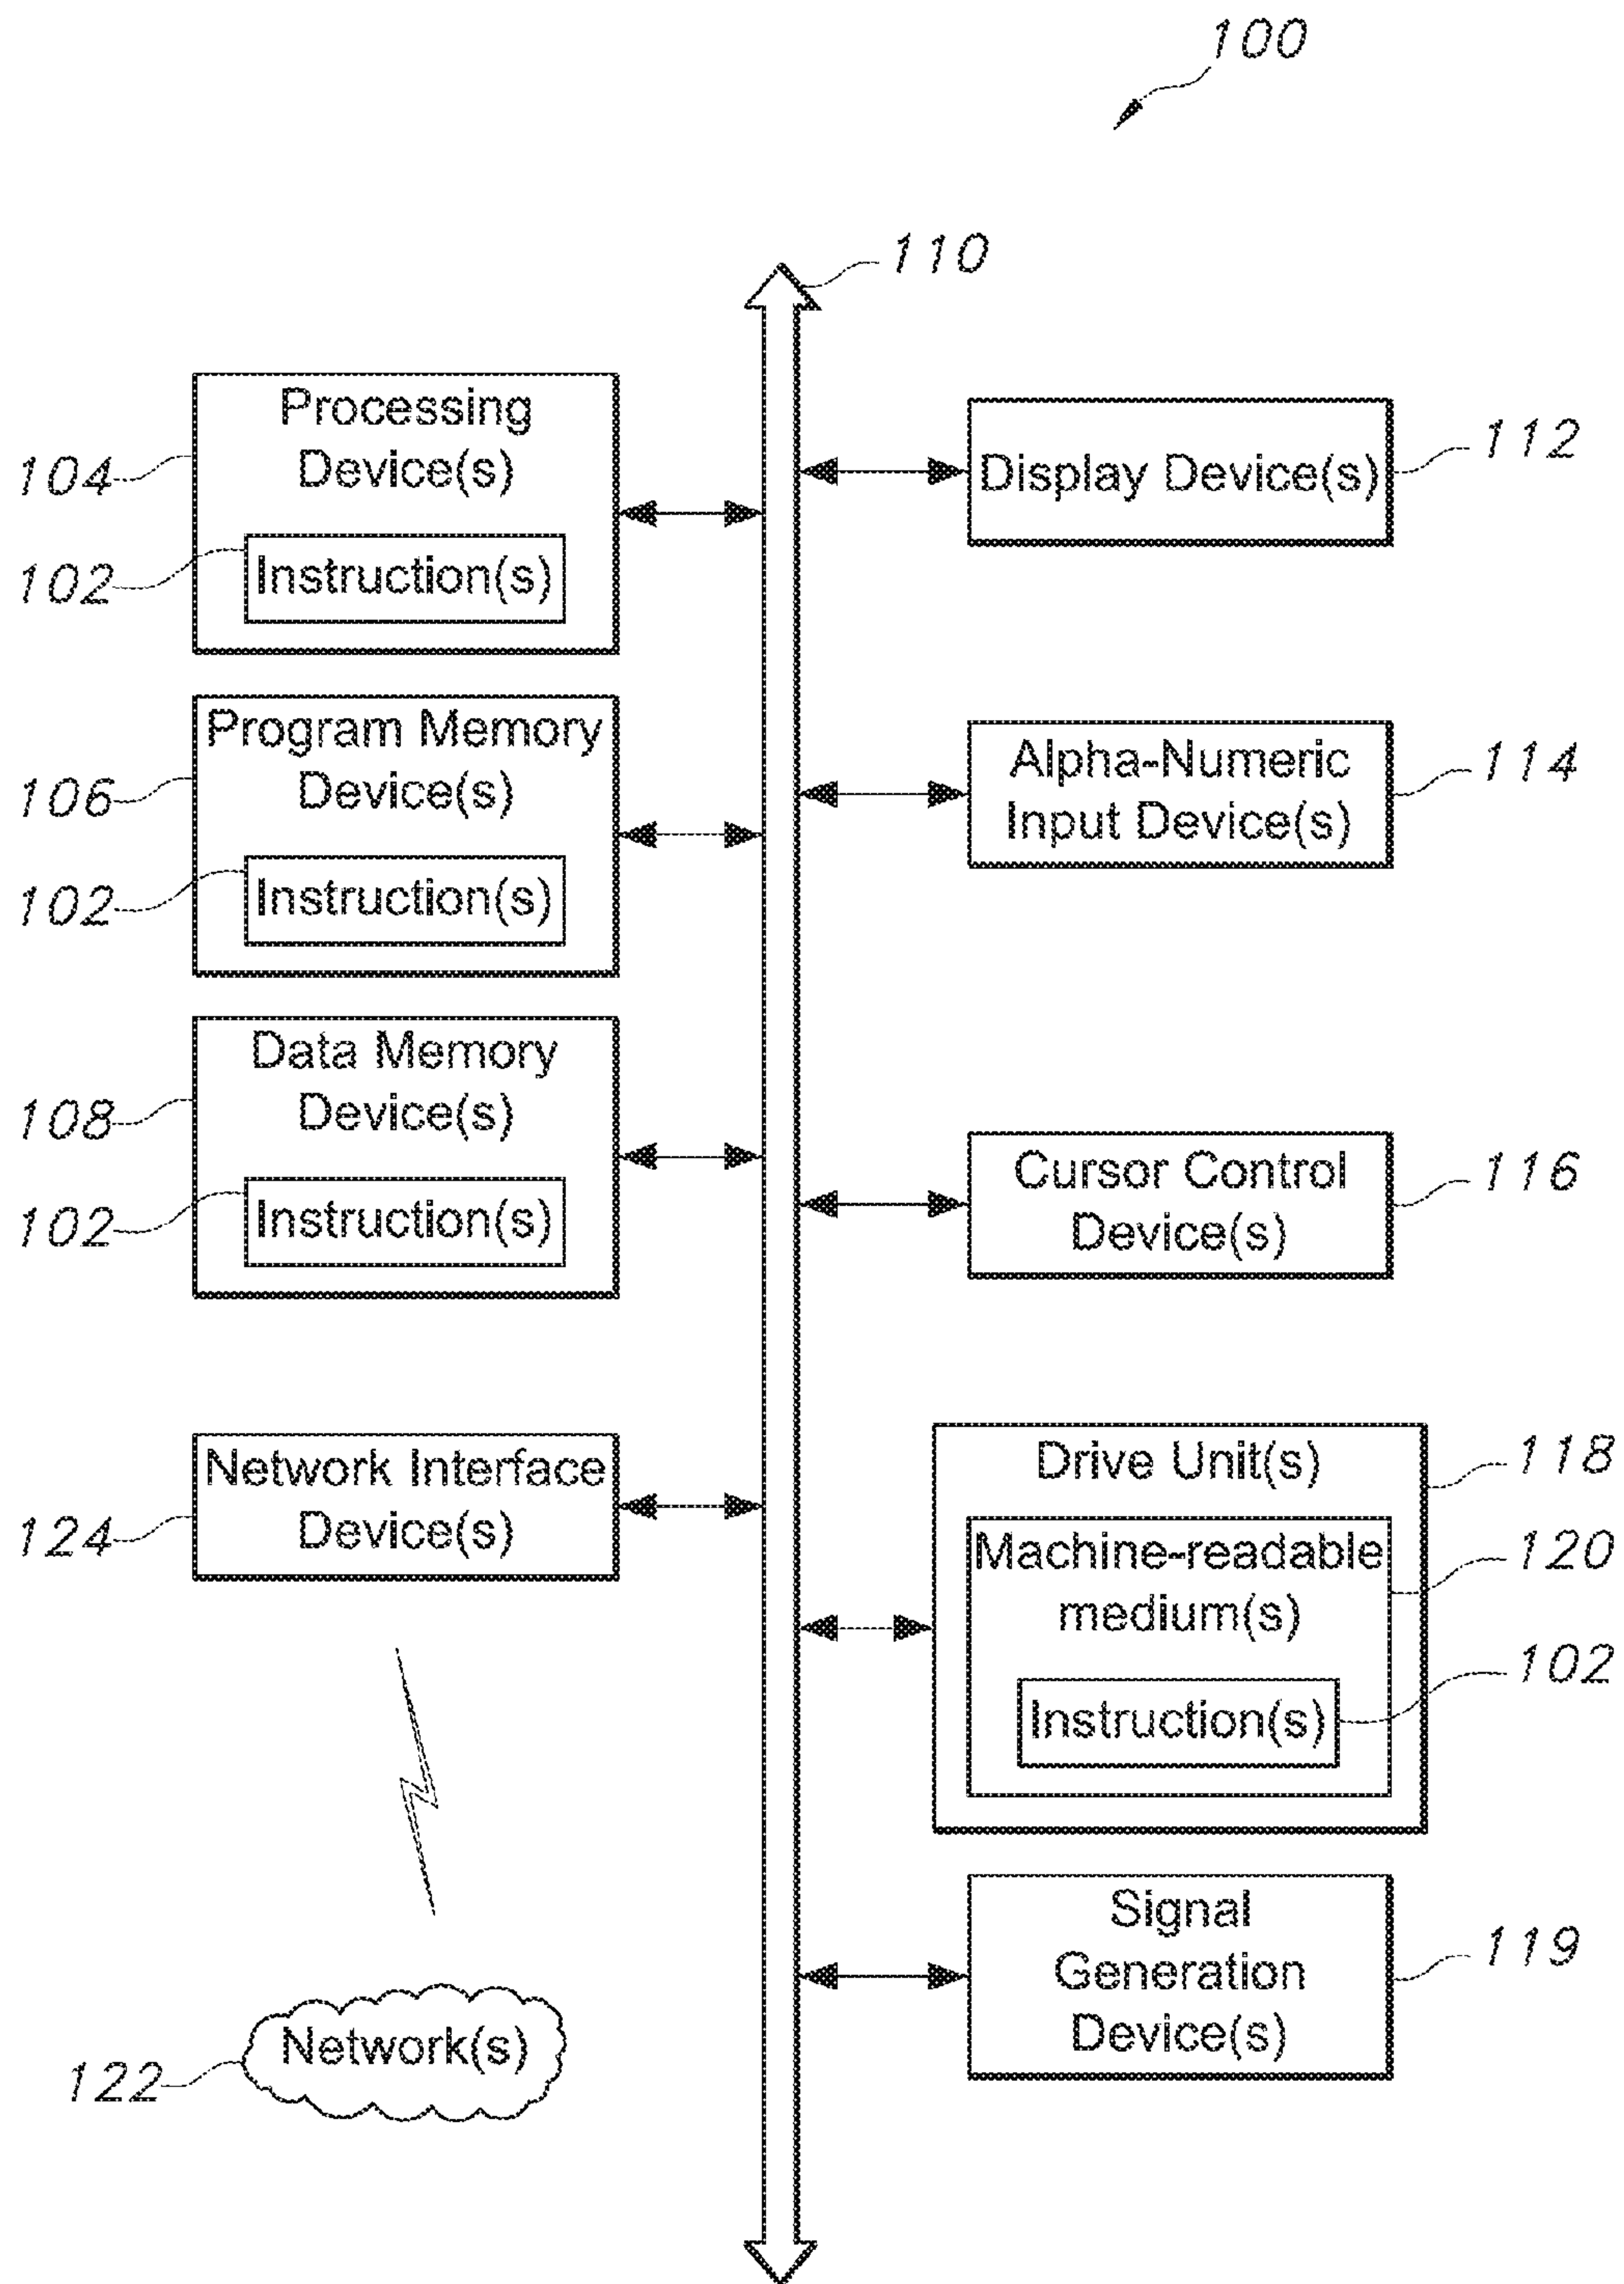 100
110
Processing
Device(s)
104
Instruction(s)
102
Program Memory
Device(s)
106
Instruction(s)
102
Data Memory
Device(s)
108
Instruction(s)
102
Network Interface
Device(s)
124
Network(s)
122
Display Device(s)
112
Alpha-Numeric
Input Device(s)
114
Cursor Control
Device(s)
116
Drive Unit(s)
118
Machine-readable
medium(s)
120
Instruction(s)
102
Signal
Generation
Device(s)
119